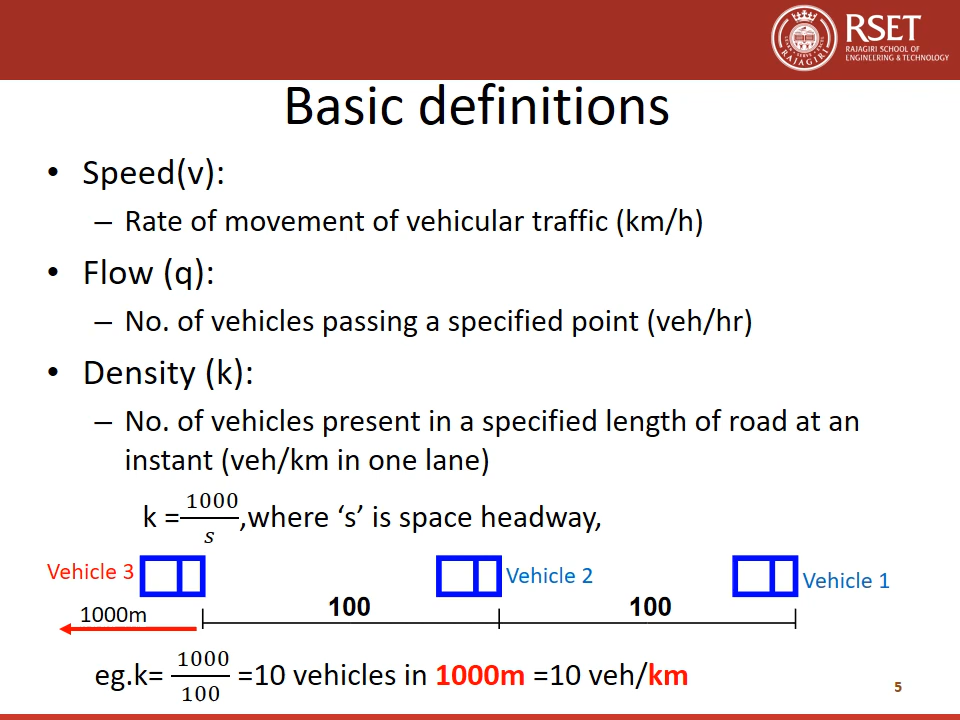 RSET
RAJAGIRI SCHOOL OF
ENGINEERING & TECHNOLOGY
RAJAGIRI
Basic definitions
• Speed(v):
– Rate of movement of vehicular traffic (km/h)
• Flow (q):
– No. of vehicles passing a specified point (veh/hr)
• Density (k):
– No. of vehicles present in a specified length of road at an
instant (veh/km in one lane)
k = 1000/s ,where ‘s’ is space headway,
Vehicle 3
Vehicle 2
Vehicle 1
1000m
100
100
eg.k= 1000/100 =10 vehicles in 1000m =10 veh/km
5